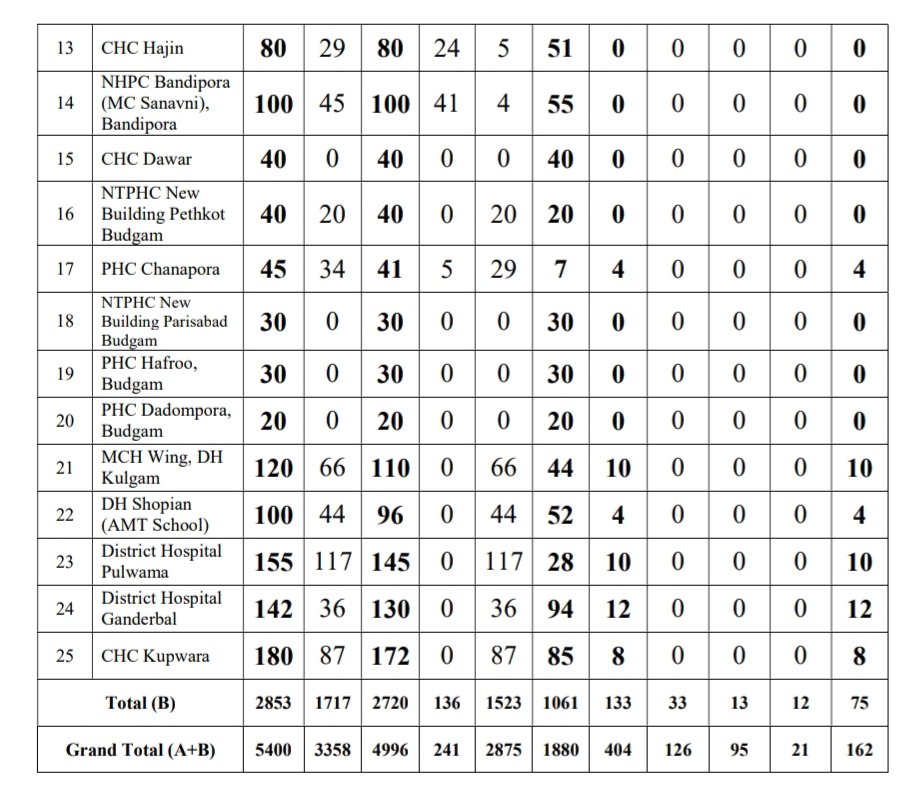 13 CHC Hajin 80 29 80 24 5 51 0 0 0 0 0
NHPC Bandipora
14 (MC Sanavni), 100 45 100 41 4 55 0 0 0 0 0
Bandipora
15 CHC Dawar 40 0 40 0 0 40 0 0 0 0 0
NTPHC New
16 Building Pethkot 40 20 40 0 20 20 0 0 0 0 0
Budgam
17 PHC Chanapora 45 34 41 5 29 7 4 0 0 0 4
NTPHC New
18 Building Parisabad 30 0 30 0 0 30 0 0 0 0 0
Budgam
19 PHC Hafroo, 30 0 30 0 0 30 0 0 0 0 0
Budgam
20 PHC Dadompora, 20 0 20 0 0 20 0 0 0 0 0
Budgam
21 MCH Wing, DH 120 66 110 0 66 44 10 0 0 0 10
Kulgam
22 DH Shopian 100 44 96 0 44 52 4 0 0 0 4
(AMT School)
23 District Hospital 155 117 145 0 117 28 10 0 0 0 10
Pulwama
24 District Hospital 142 36 130 0 36 94 12 0 0 0 12
Ganderbal
25 CHC Kupwara 180 87 172 0 87 85 8 0 0 0 8
Total (B) 2853 1717 2720 136 1523 1061 133 33 13 12 75
Grand Total (A+B) 5400 3358 4996 241 2875 1880 404 126 95 21 162